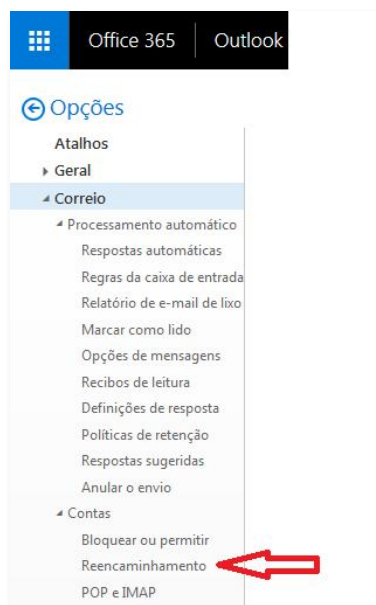 Office 365 Outlook
Opções
Atalhos
Geral
Correio
Processamento automático
Respostas automáticas
Regras da caixa de entrada
Relatório de e-mail de lixo
Marcar como lido
Opções de mensagens
Recibos de leitura
Definições de resposta
Políticas de retenção
Respostas sugeridas
Anular o envio
Contas
Bloquear ou permitir
Reencaminhamento
POP e IMAP